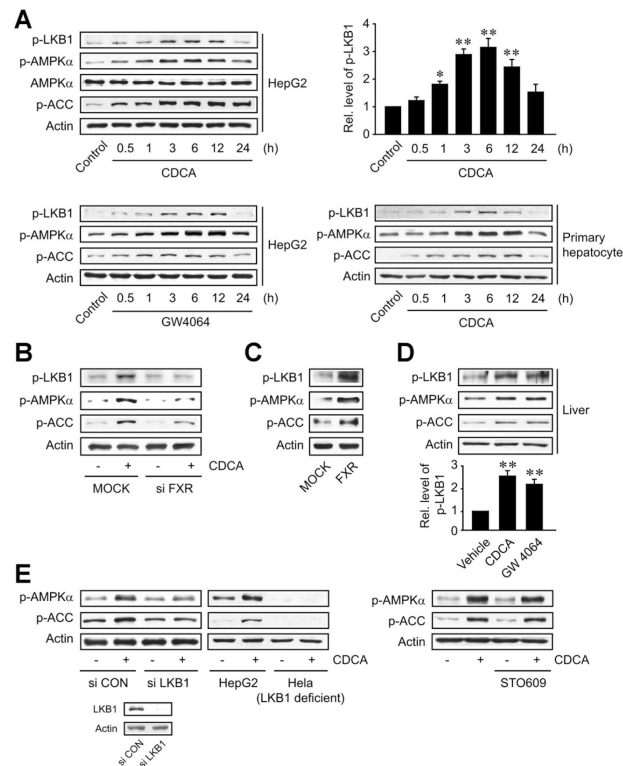 A
p-LKB1
p-AMPKα
AMPKα
p-ACC
Actin
HepG2
Control 0.5 1 3 6 12 24 (h)
CDCA
Rel. level of p-LKB1
4
3
2
1
0
* ** ** **
Control 0.5 1 3 6 12 24 (h)
CDCA
p-LKB1
p-AMPKα
p-ACC
Actin
HepG2
Control 0.5 1 3 6 12 24 (h)
GW4064
p-LKB1
p-AMPKα
p-ACC
Actin
Primary
hepatocyte
Control 0.5 1 3 6 12 24 (h)
CDCA
B
p-LKB1
p-AMPKα
p-ACC
Actin
- + - + CDCA
MOCK si FXR
C
p-LKB1
p-AMPKα
p-ACC
Actin
MOCK FXR
D
p-LKB1
p-AMPKα
p-ACC
Actin
Liver
Rel. level of
p-LKB1
3
2
1
0
** **
Vehicle CDCA GW 4064
E
p-AMPKα
p-ACC
Actin
- + - + - + - + CDCA
si CON si LKB1 HepG2 Hela
(LKB1 deficient)
LKB1
Actin
si CON si LKB1
p-AMPKα
p-ACC
Actin
- + - + CDCA
STO609